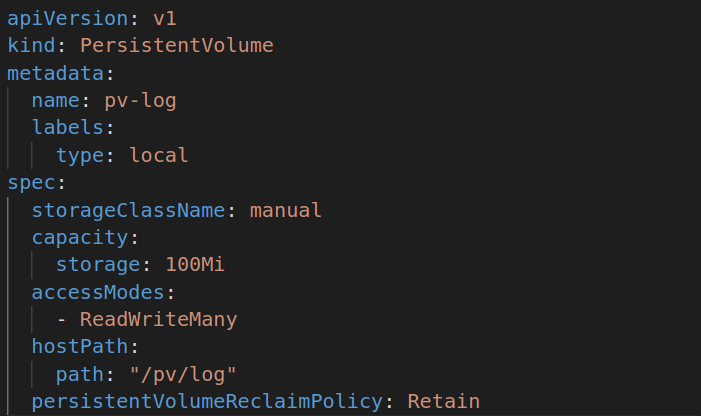 apiVersion: v1
kind: PersistentVolume
metadata:
  name: pv-log
  labels:
    type: local
spec:
  storageClassName: manual
  capacity:
    storage: 100Mi
  accessModes:
    - ReadWriteMany
  hostPath:
    path: "/pv/log"
  persistentVolumeReclaimPolicy: Retain